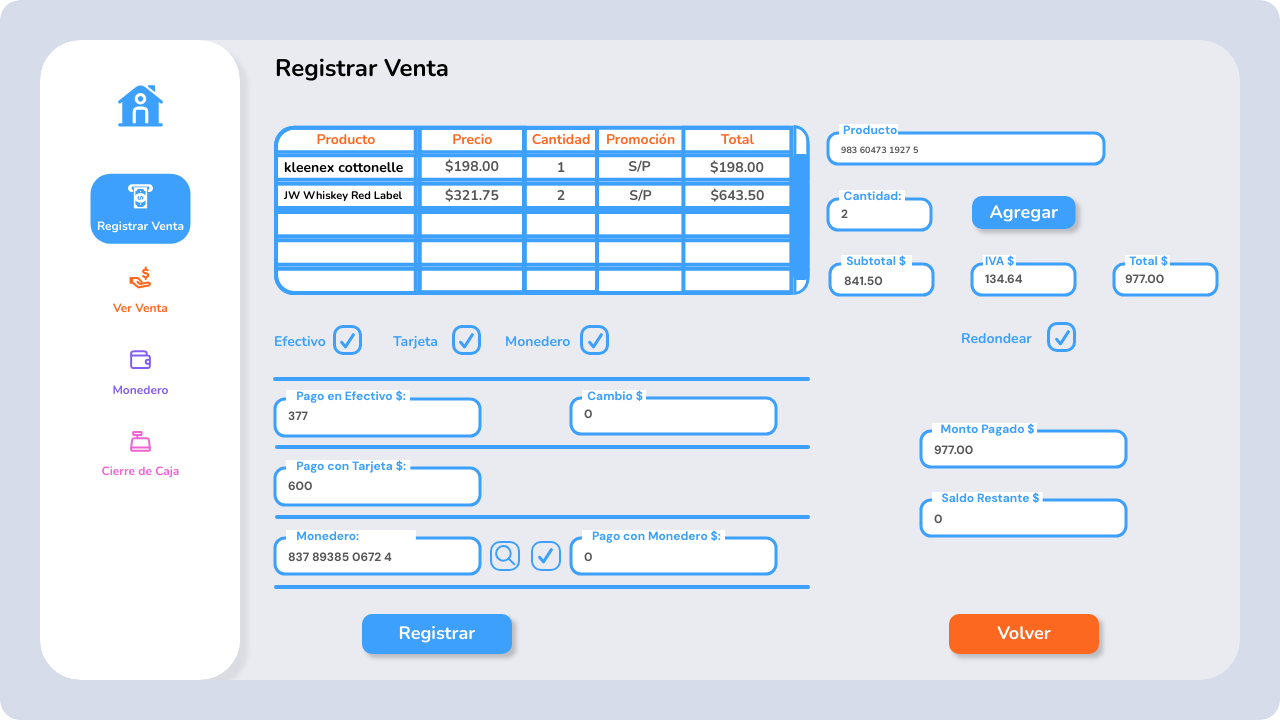 Registrar Venta
Registrar Venta
Ver Venta
Monedero
Cierre de Caja
Producto Precio Cantidad Promoción Total
kleenex cottonelle $198.00 1 S/P $198.00
JW Whiskey Red Label $321.75 2 S/P $643.50
Producto
983 60473 1927 5
Cantidad:
2
Agregar
Subtotal $ IVA $ Total $
841.50 134.64 977.00
Efectivo Tarjeta Monedero Redondear
Pago en Efectivo $: Cambio $
377 0
Pago con Tarjeta $:
600
Monedero: Pago con Monedero $:
837 89385 0672 4 0
Monto Pagado $
977.00
Saldo Restante $
0
Registrar Volver